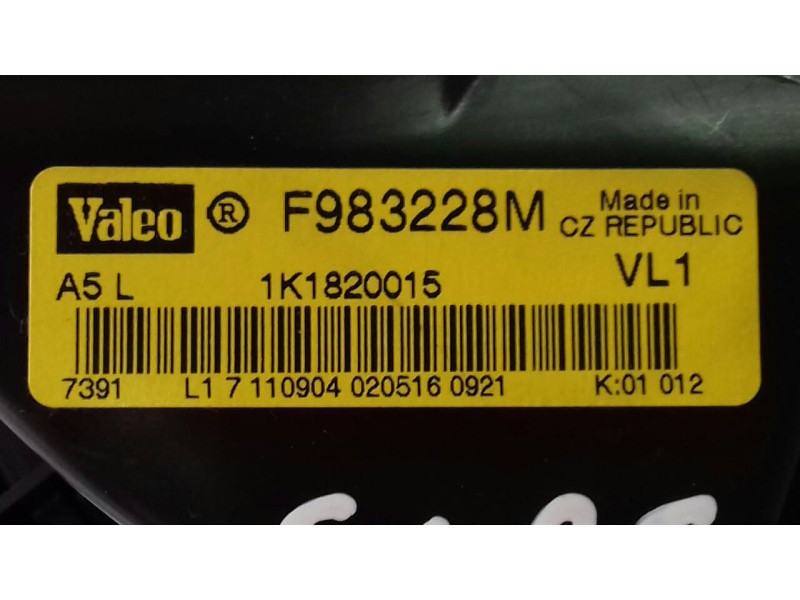 Valeo ® F983228M Made in
CZ REPUBLIC
A5 L 1K1820015 VL1
7391 L1 7 110904 020516 0921 K:01 012